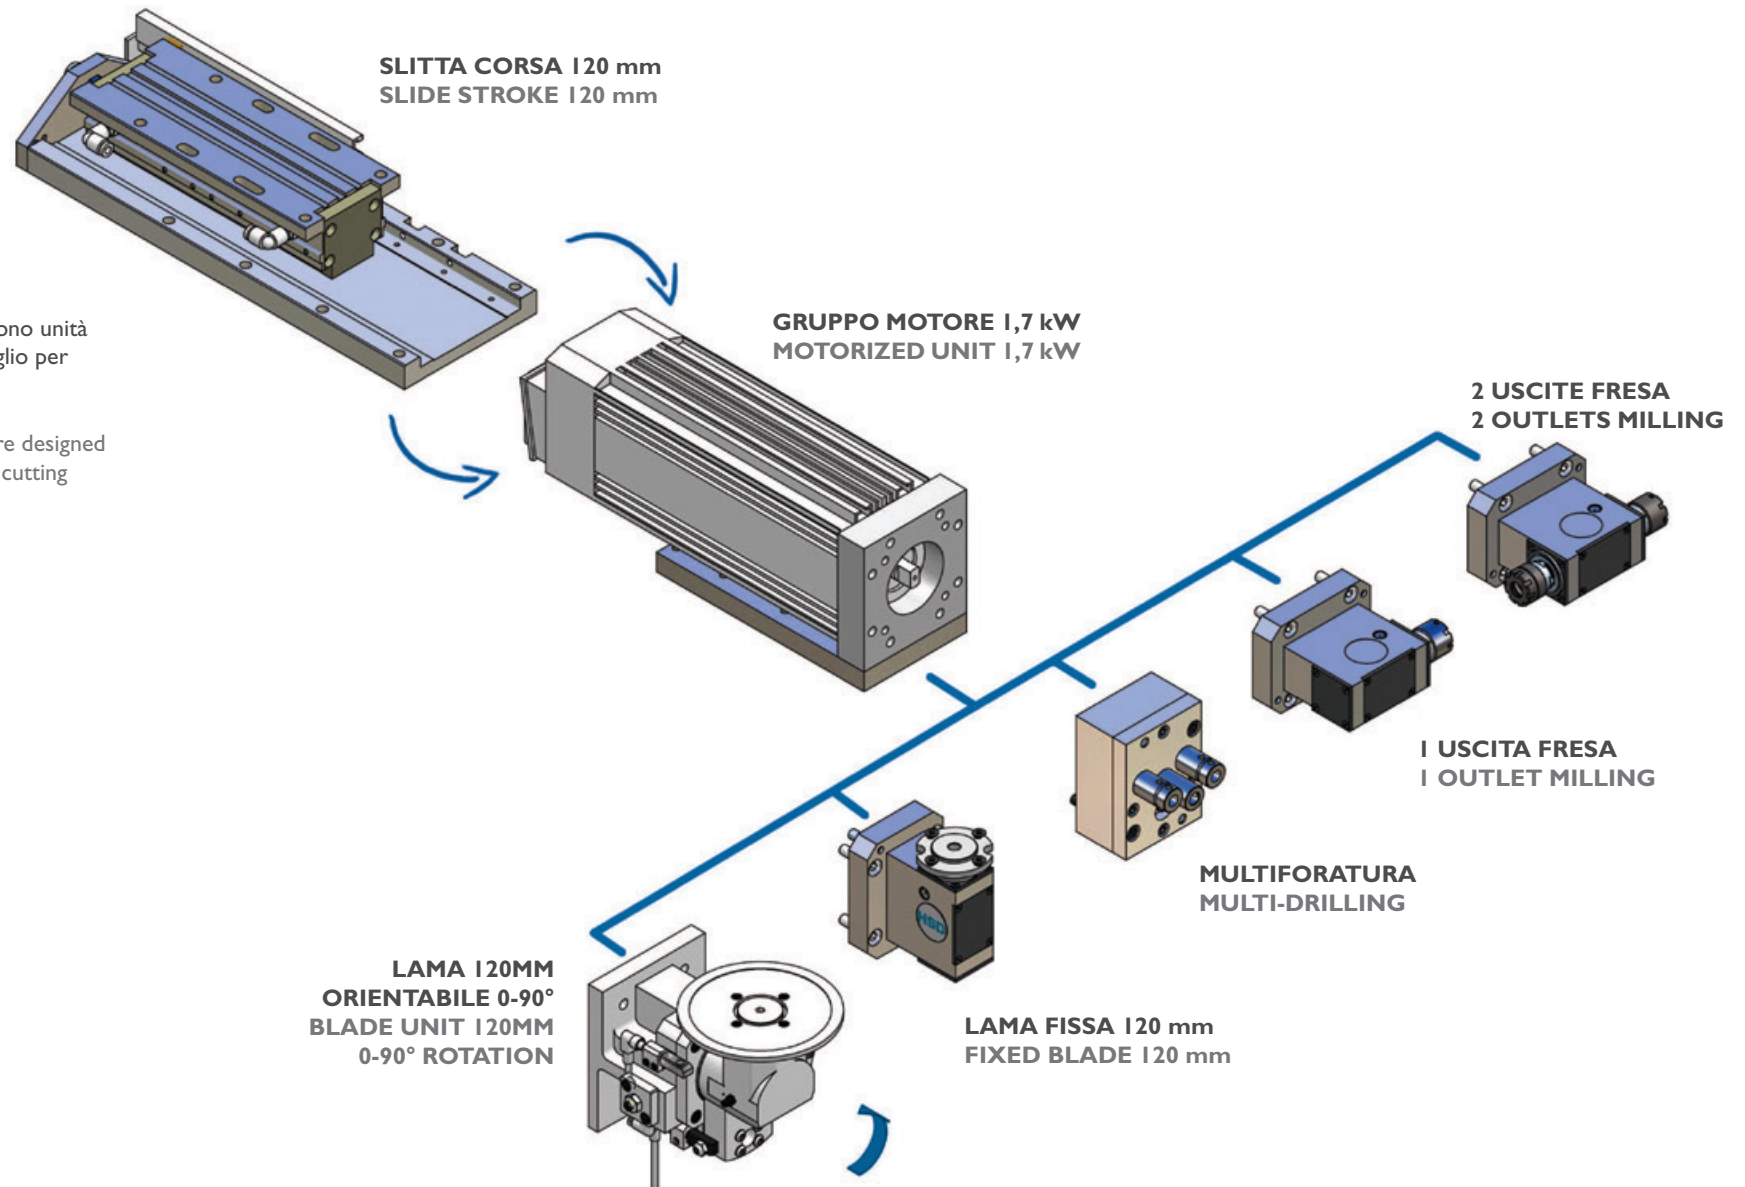 SLITTA CORSA 120 mm
SLIDE STROKE 120 mm
ono unità
glio per
re designed
cutting
GRUPPO MOTORE 1,7 kW
MOTORIZED UNIT 1,7 kW
2 USCITE FRESA
2 OUTLETS MILLING
1 USCITA FRESA
1 OUTLET MILLING
MULTIFORATURA
MULTI-DRILLING
HSD
LAMA FISSA 120 mm
FIXED BLADE 120 mm
LAMA 120MM
ORIENTABILE 0-90°
BLADE UNIT 120MM
0-90° ROTATION